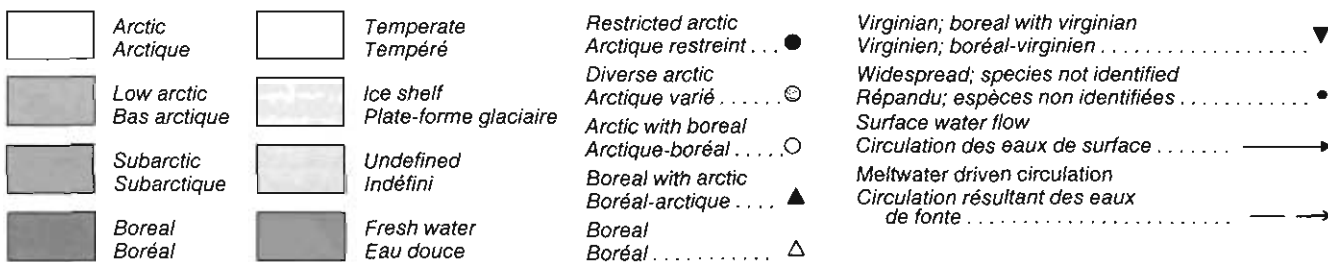 Arctic
Arctique
Low arctic
Bas arctique
Subarctic
Subarctique
Boreal
Boréal
Temperate
Tempéré
Ice shelf
Plate-forme glaciaire
Undefined
Indéfini
Fresh water
Eau douce
Restricted arctic
Arctique restreint . . .
Diverse arctic
Arctique varié . . . . . .
Arctic with boreal
Arctique-boréal . . . . .
Boreal with arctic
Boréal-arctique . . . .
Boreal
Boréal . . . . . . . . . . .
Virginian; boreal with virginian
Virginien; boréal-virginien . . . . . . . . . . . . . . . . . .
Widespread; species not identified
Répandu; espèces non identifiées . . . . . . . . . . .
Surface water flow
Circulation des eaux de surface . . . . . . .
Meltwater driven circulation
Circulation résultant des eaux
de fonte . . . . . . . . . . . . . . . . . . . . . .